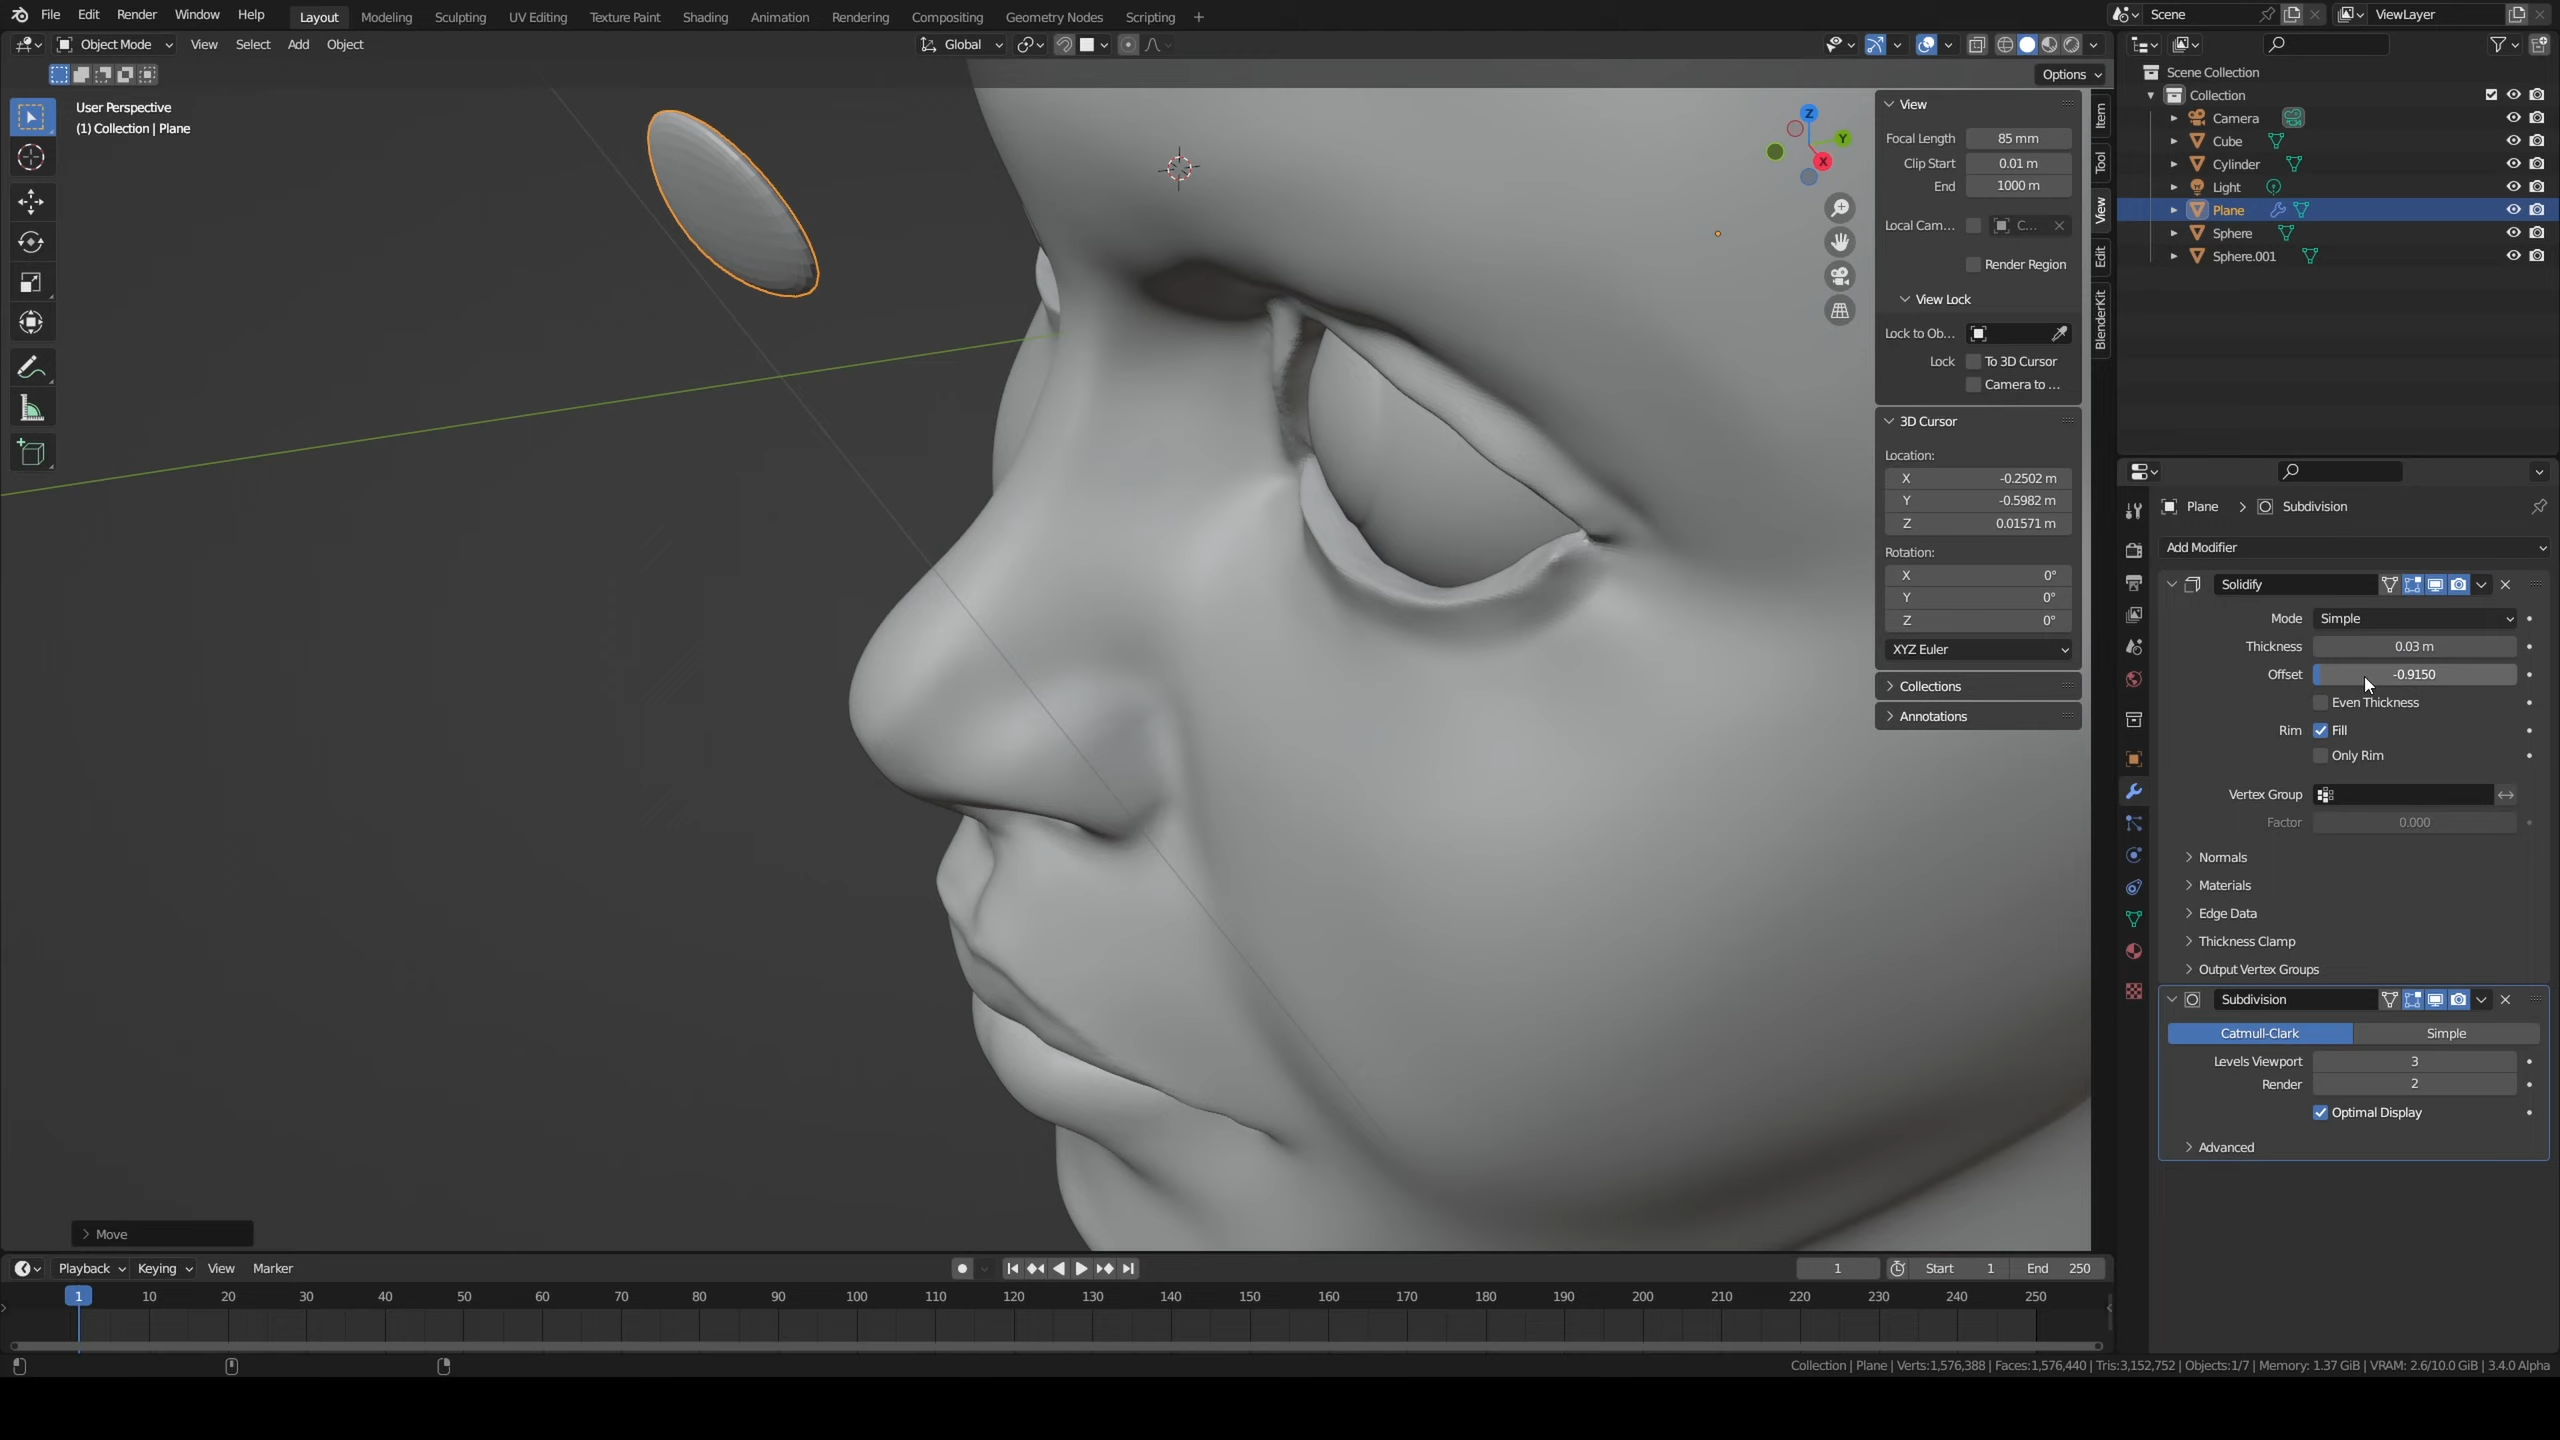 File Edit Render Window Help Layout Modeling Sculpting UV Editing Texture Paint Shading Animation Rendering Compositing Geometry Nodes Scripting + Scene ViewLayer
Object Mode View Select Add Object Global
Options
User Perspective
(1) Collection | Plane
Z
Y
X
View
Focal Length 85 mm
Clip Start 0.01 m
End 1000 m
Local Cam... C...
Render Region
View Lock
Lock to Ob...
Lock To 3D Cursor
Camera to ...
3D Cursor
Location:
X -0.2502 m
Y -0.5982 m
Z 0.01571 m
Rotation:
X 0°
Y 0°
Z 0°
XYZ Euler
Collections
Annotations
Item
Tool
View
Edit
BlenderKit
Scene Collection
Collection
Camera
Cube
Cylinder
Light
Plane
Sphere
Sphere.001
Plane > Subdivision
Add Modifier
Solidify
Mode Simple
Thickness 0.03 m
Offset -0.9150
Even Thickness
Rim Fill
Only Rim
Vertex Group
Factor 0.000
Normals
Materials
Edge Data
Thickness Clamp
Output Vertex Groups
Subdivision
Catmull-Clark Simple
Levels Viewport 3
Render 2
Optimal Display
Advanced
Move
Playback Keying View Marker 1 Start 1 End 250
1 10 20 30 40 50 60 70 80 90 100 110 120 130 140 150 160 170 180 190 200 210 220 230 240 250
Collection | Plane | Verts:1,576,388 | Faces:1,576,440 | Tris:3,152,752 | Objects:1/7 | Memory: 1.37 GiB | VRAM: 2.6/10.0 GiB | 3.4.0 Alpha